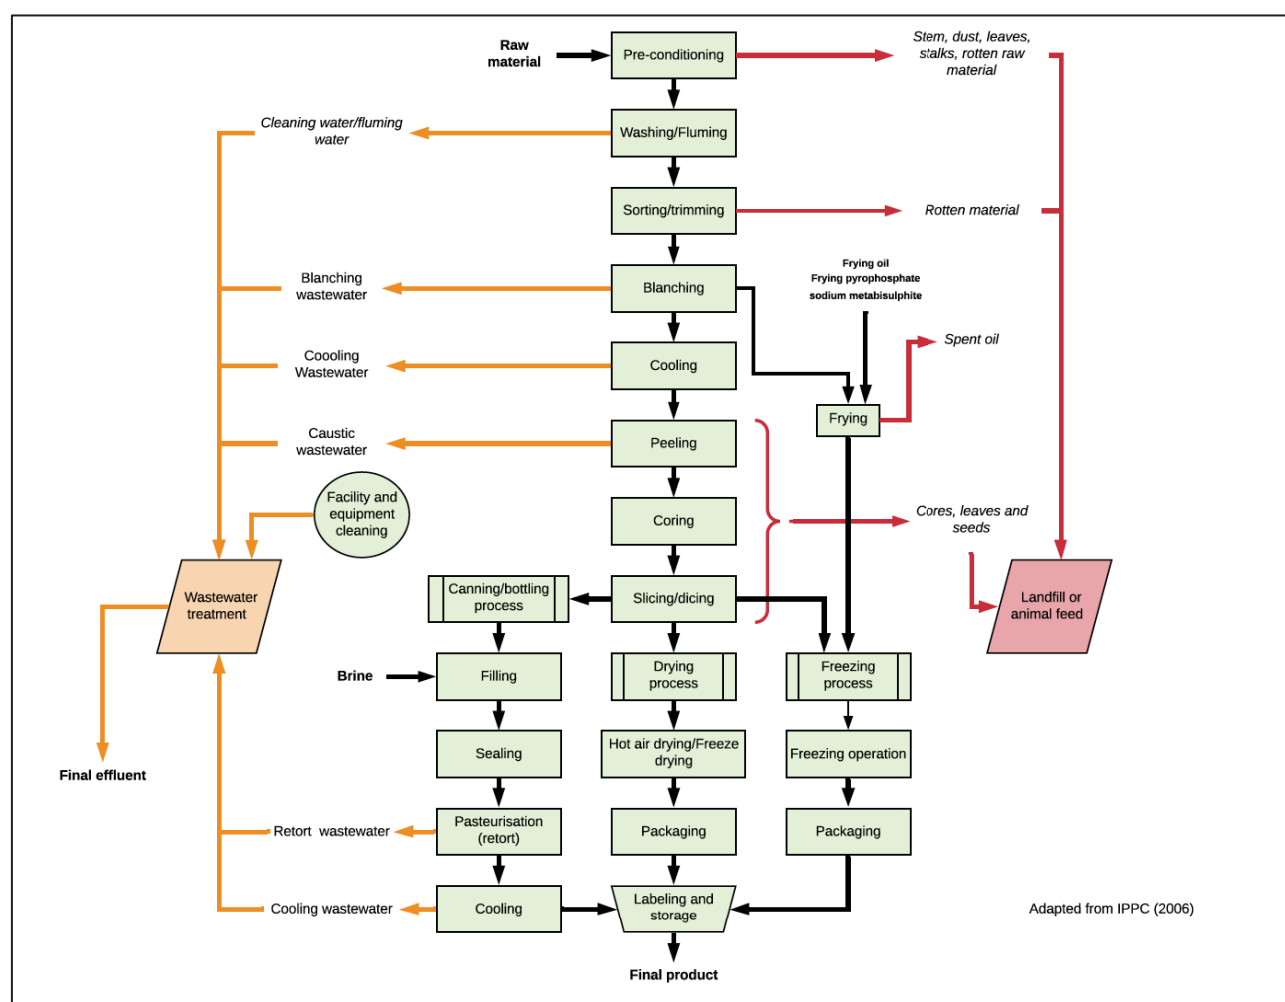 Raw
material
Pre-conditioning
Stem, dust, leaves,
stalks, rotten raw
material
Cleaning water/fluming
water
Washing/Fluming
Sorting/trimming
Rotten material
Frying oil
Frying pyrophosphate
sodium metabisulphite
Blanching
wastewater
Blanching
Spent oil
Coooling
Wastewater
Cooling
Frying
Caustic
wastewater
Peeling
Facility and
equipment
cleaning
Coring
Cores, leaves and
seeds
Wastewater
treatment
Canning/bottling
process
Slicing/dicing
Landfill or
animal feed
Brine
Filling
Drying
process
Freezing
process
Sealing
Hot air drying/Freeze
drying
Freezing operation
Final effluent
Retort wastewater
Pasteurisation
(retort)
Packaging
Packaging
Cooling wastewater
Cooling
Labeling and
storage
Adapted from IPPC (2006)
Final product